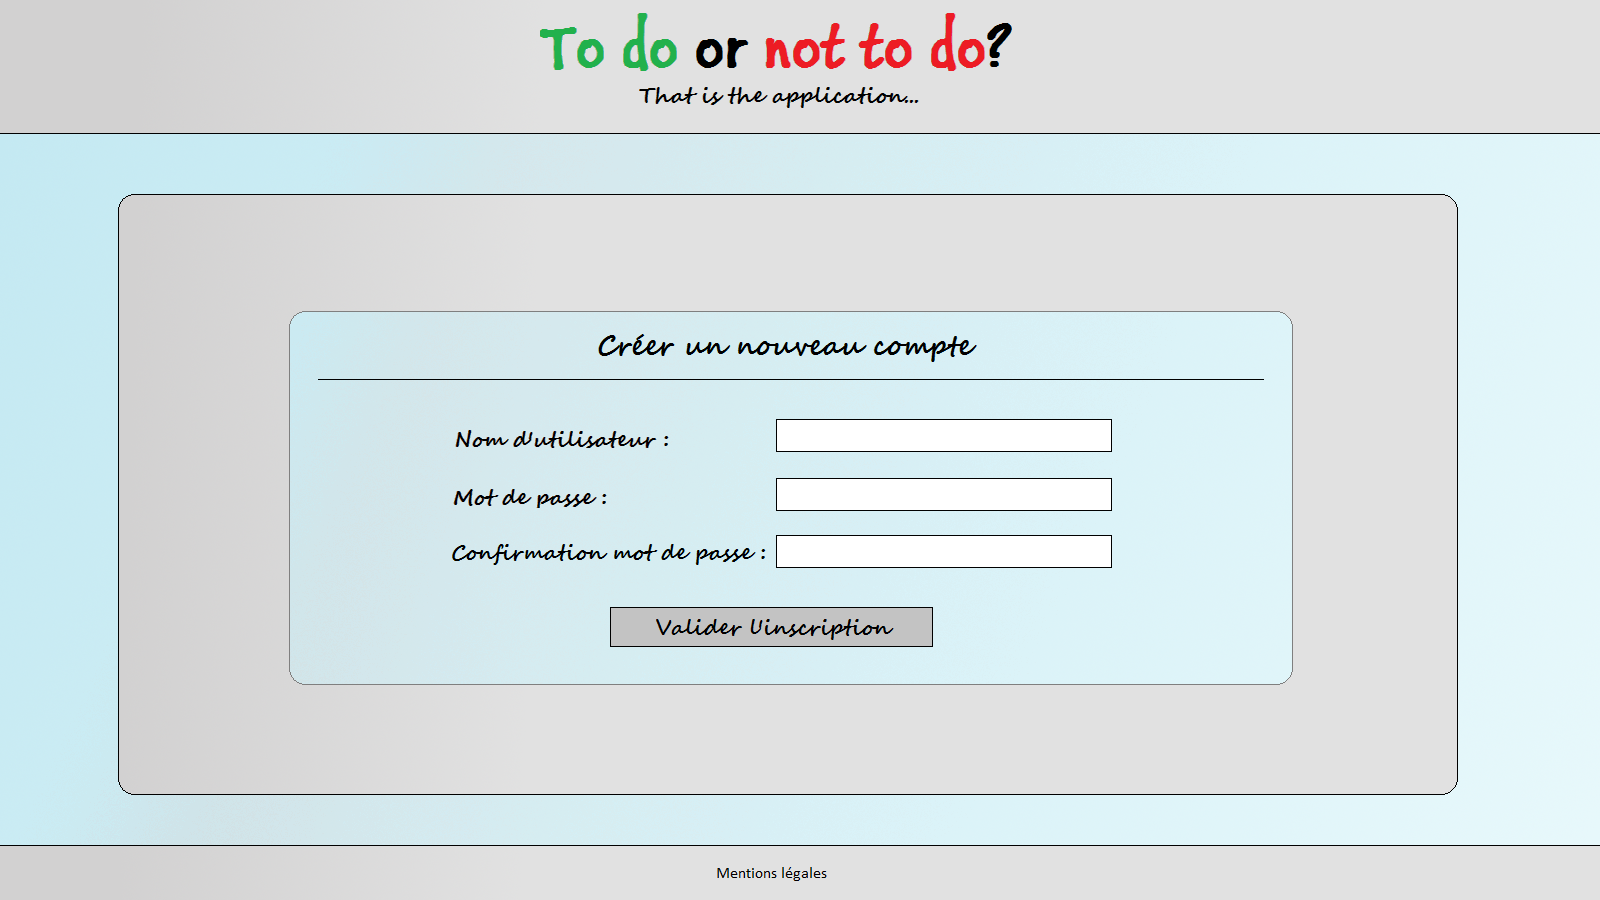 To do or not to do?
That is the application...
Créer un nouveau compte
Nom d'utilisateur :
Mot de passe :
Confirmation mot de passe :
Valider l'inscription
Mentions légales